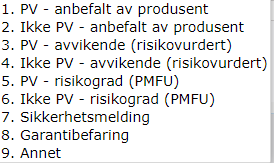 1. PV - anbefalt av produsent
2. Ikke PV - anbefalt av produsent
3. PV - avvikende (risikovurdert)
4. Ikke PV - avvikende (risikovurdert)
5. PV - risikograd (PMFU)
6. Ikke PV - risikograd (PMFU)
7. Sikkerhetsmelding
8. Garantibefaring
9. Annet